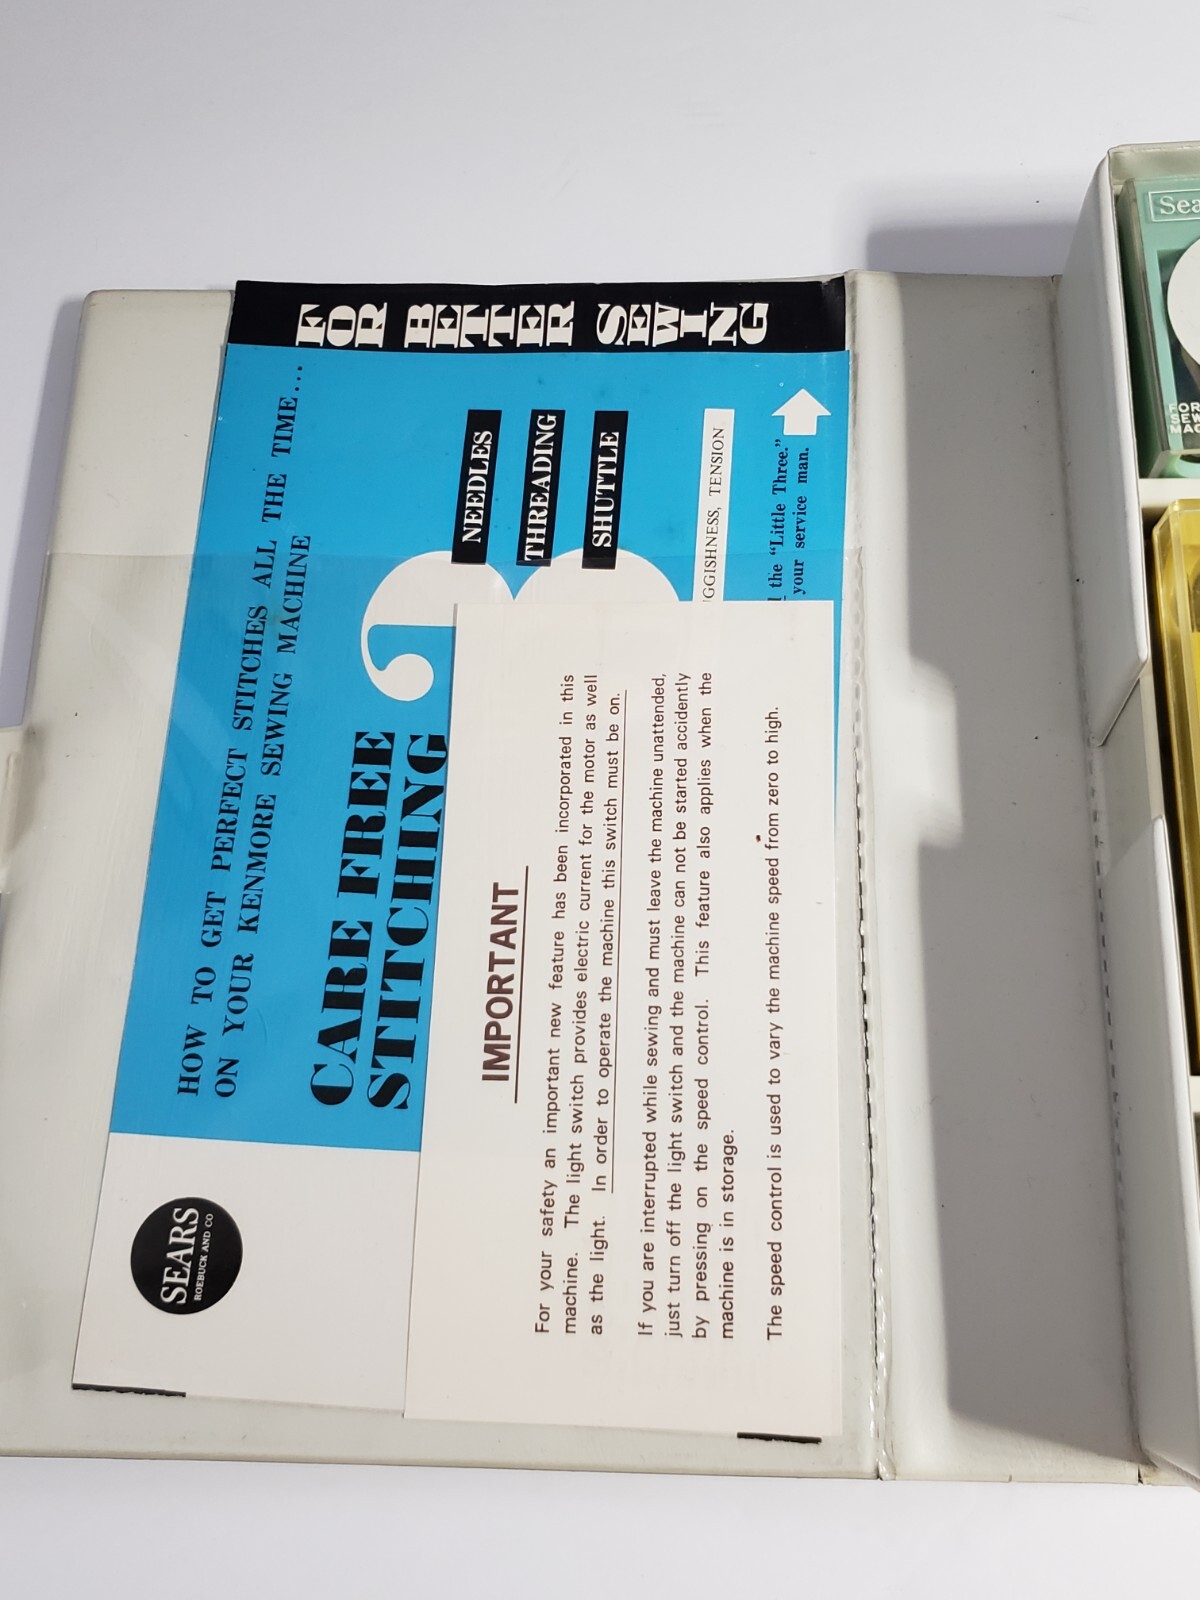 FOR BETTER SEWING
HOW TO GET PERFECT STITCHES ALL THE TIME...
ON YOUR KENMORE SEWING MACHINE
CARE FREE
STITCHING
3
NEEDLES
THREADING
SHUTTLE
TENSION
the "Little Three."
your service man.
SEARS
ROEBUCK AND CO
IMPORTANT
For your safety an important new feature has been incorporated in this
machine. The light switch provides electric current for the motor as well
as the light. In order to operate the machine this switch must be on.
If you are interrupted while sewing and must leave the machine unattended,
just turn off the light switch and the machine can not be started accidently
by pressing on the speed control. This feature also applies when the
machine is in storage.
The speed control is used to vary the machine speed from zero to high.